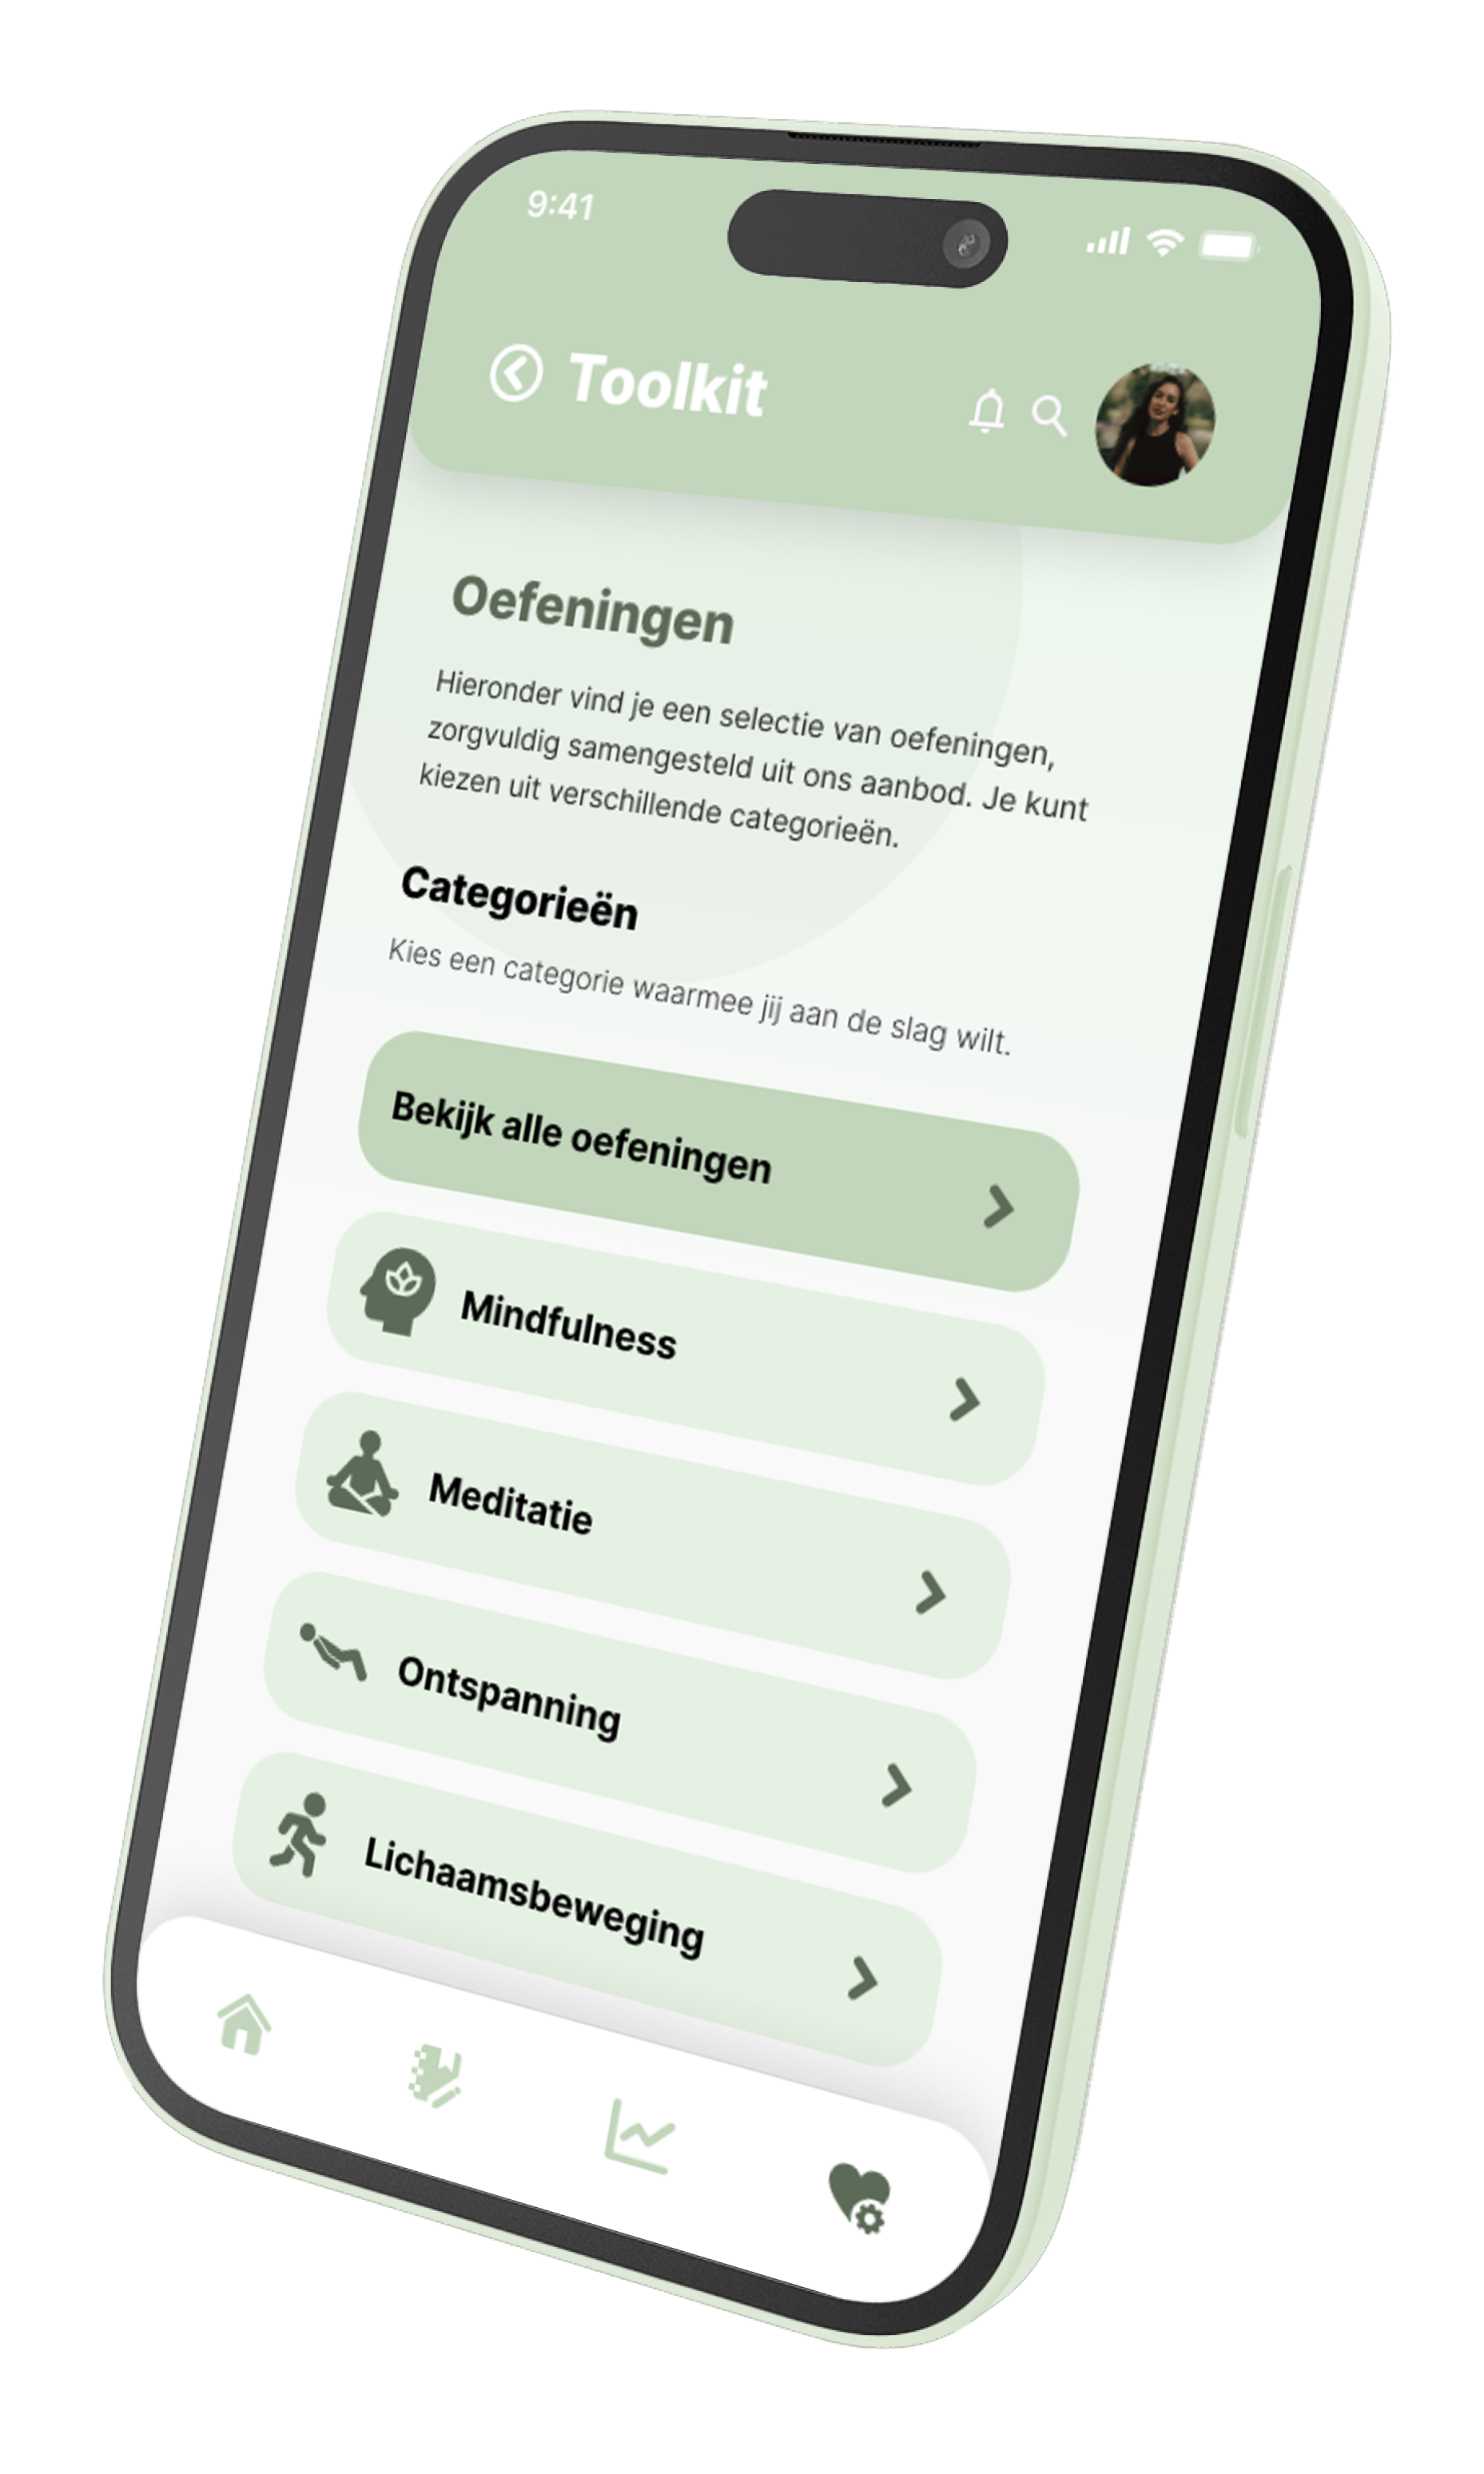 9:41
Toolkit
Oefeningen
Hieronder vind je een selectie van oefeningen,
zorgvuldig samengesteld uit ons aanbod. Je kunt
kiezen uit verschillende categorieën.
Categorieën
Kies een categorie waarmee jij aan de slag wilt.
Bekijk alle oefeningen
Mindfulness
Meditatie
Ontspanning
Lichaamsbeweging